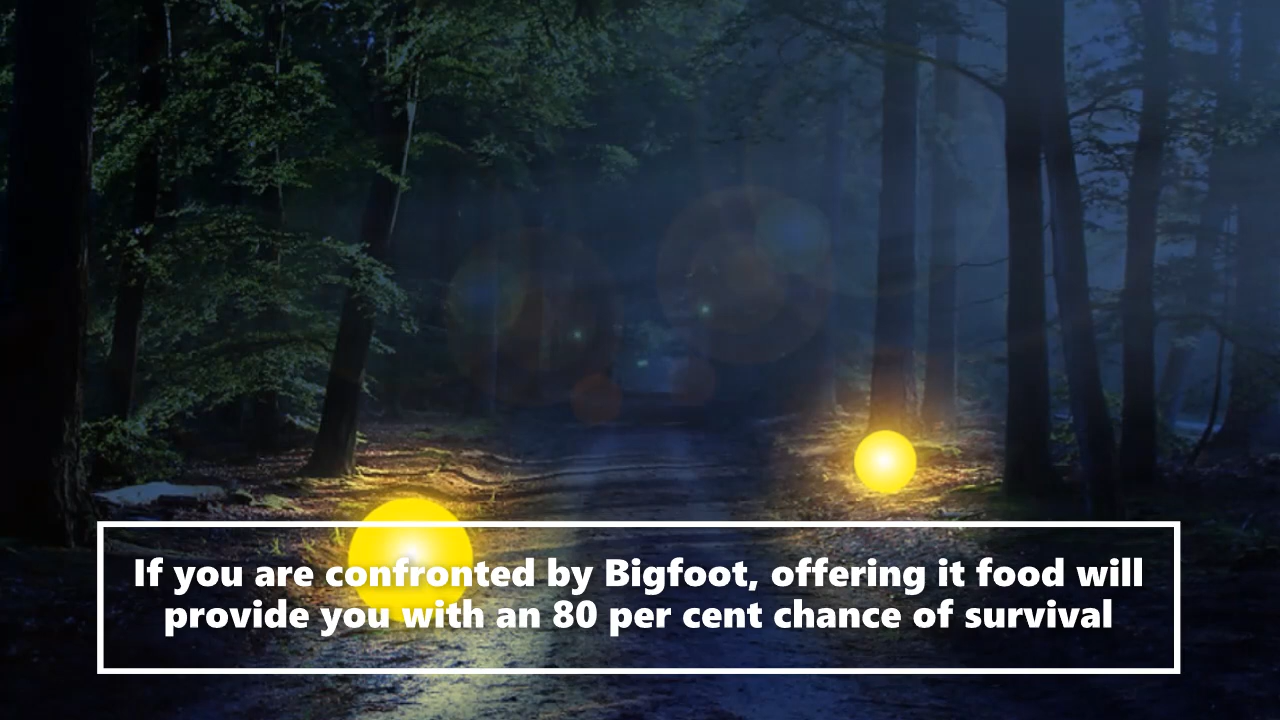 If you are confronted by Bigfoot, offering it food will
provide you with an 80 per cent chance of survival